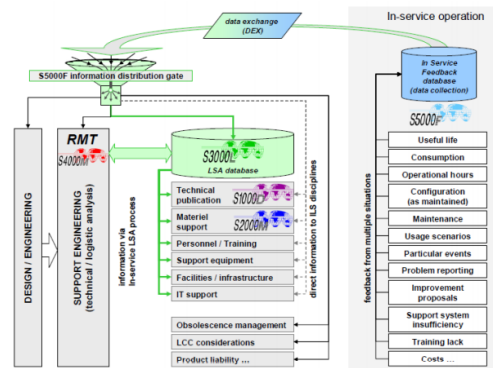 data exchange
(DEX)
In-service operation
S5000F information distribution gate
In Service
Feedback
database
(data collection)
S5000F
RMT
S4000M
S3000L
LSA database
Technical
publication
S1000D
Materiel
support
S2000M
Personnel / Training
Support equipment
Facilities / infrastructure
IT support
Obsolescence management
LCC considerations
Product liability ...
DESIGN / ENGINEERING
SUPPORT ENGINEERING
(technical / logistic analysis)
information via
In-service LSA process
direct information to ILS disciplines
feedback from multiple situations
Useful life
Consumption
Operational hours
Configuration
(as maintained)
Maintenance
Usage scenarios
Particular events
Problem reporting
Improvement
proposals
Support system
insufficiency
Training lack
Costs ...